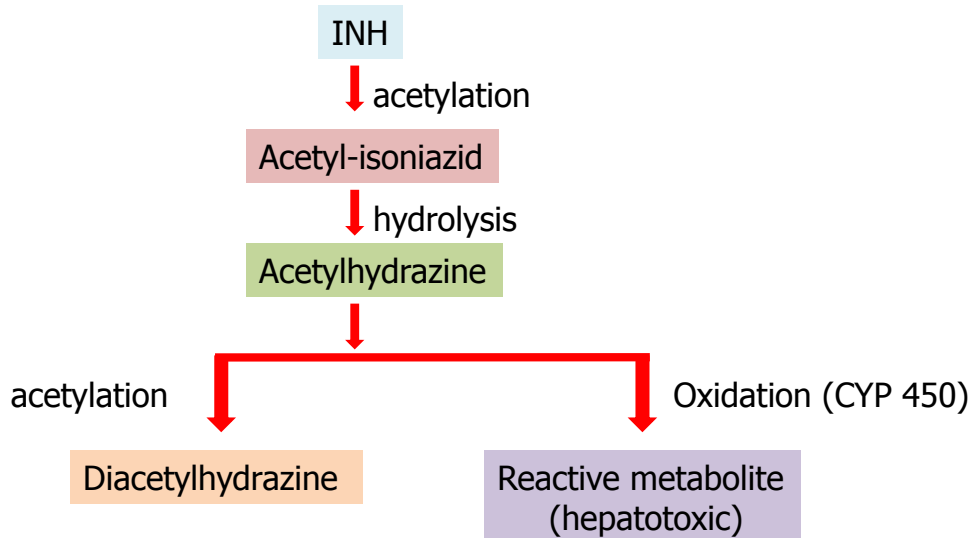 INH
acetylation
Acetyl-isoniazid
hydrolysis
Acetylhydrazine
acetylation
Oxidation (CYP 450)
Diacetylhydrazine
Reactive metabolite
(hepatotoxic)